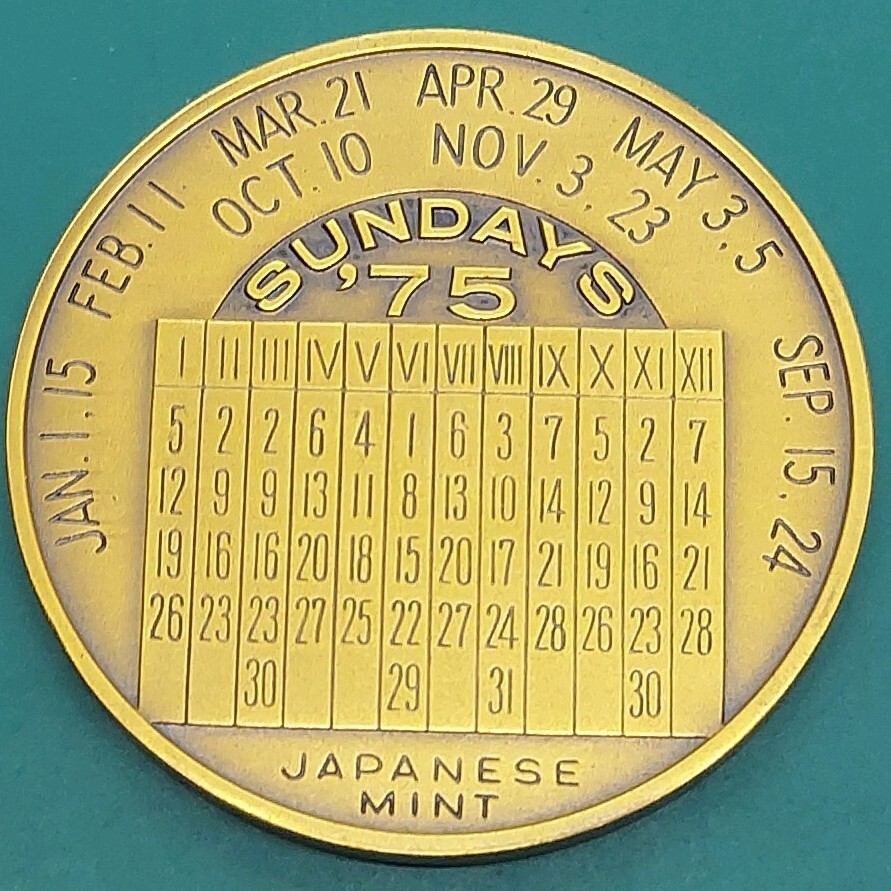 JAN. 1, 15 FEB. 11 MAR. 21 APR. 29 MAY 3, 5 SEP. 15, 24
OCT. 10 NOV. 3, 23
SUNDAYS
'75
I II III IV V VI VII VIII IX X XI XII
5 2 2 6 4 1 6 3 7 5 2 7
12 9 9 13 11 8 13 10 14 12 9 14
19 16 16 20 18 15 20 17 21 19 16 21
26 23 23 27 25 22 27 24 28 26 23 28
30 29 31 30
JAPANESE
MINT